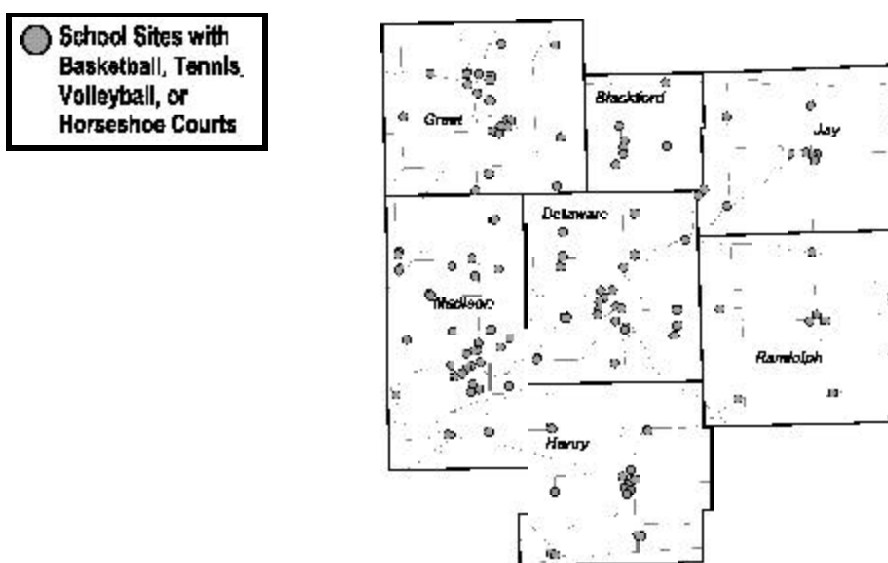 School Sites with
Basketball, Tennis,
Volleyball, or
Horseshoe Courts
Grant
Blackford
Jay
Delaware
Madison
Randolph
Henry